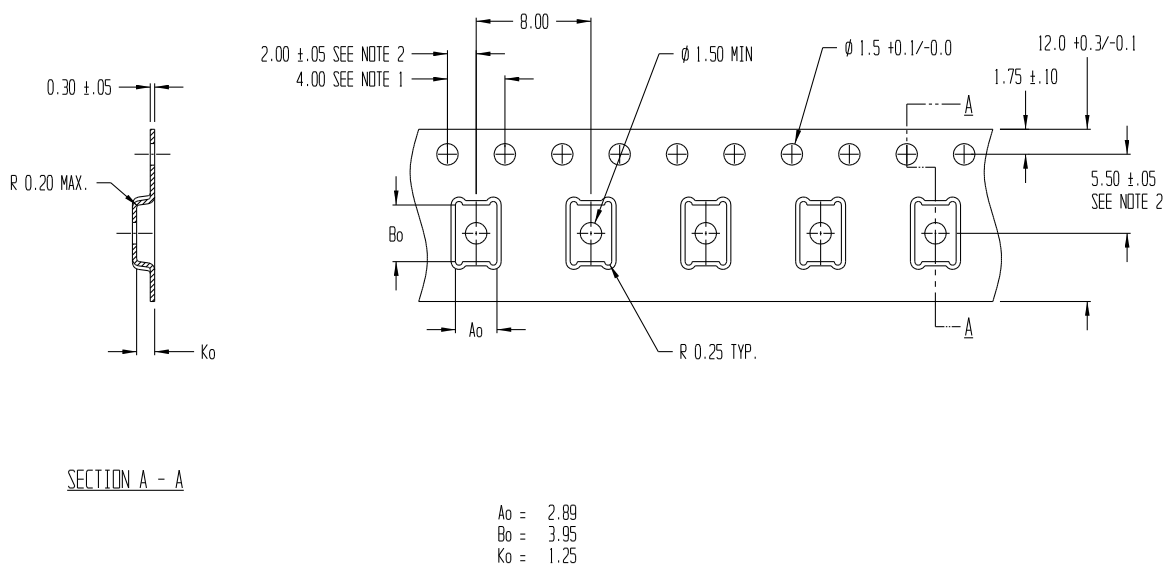 8.00
2.00 ±.05 SEE NOTE 2
4.00 SEE NOTE 1
Ø 1.50 MIN
Ø 1.5 +0.1/-0.0
12.0 +0.3/-0.1
1.75 ±.10
0.30 ±.05
A
R 0.20 MAX.
5.50 ±.05
SEE NOTE 2
Bo
Ao
A
Ko
R 0.25 TYP.
SECTION A - A
Ao = 2.89
Bo = 3.95
Ko = 1.25